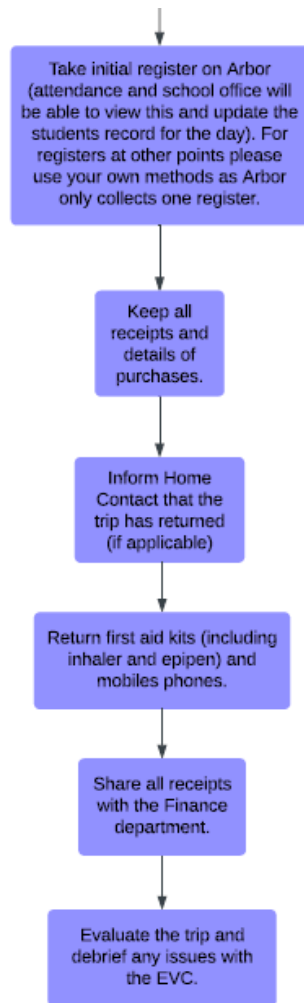 Take initial register on Arbor
(attendance and school office will
be able to view this and update the
students record for the day). For
registers at other points please
use your own methods as Arbor
only collects one register.
Keep all
receipts and
details of
purchases.
Inform Home
Contact that the
trip has returned
(if applicable)
Return first aid kits (including
inhaler and epipen) and
mobiles phones.
Share all receipts
with the Finance
department.
Evaluate the trip and
debrief any issues with
the EVC.